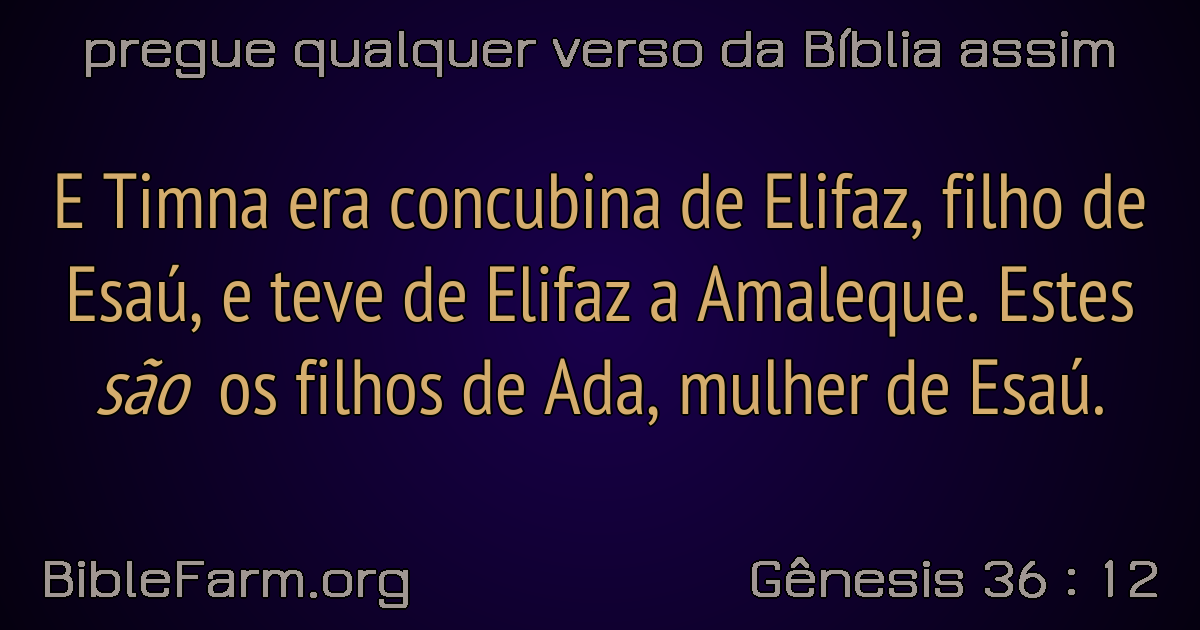 pregue qualquer verso da Bíblia assim
E Timna era concubina de Elifaz, filho de
Esaú, e teve de Elifaz a Amaleque. Estes
são os filhos de Ada, mulher de Esaú.
BibleFarm.org
Gênesis 36 : 12